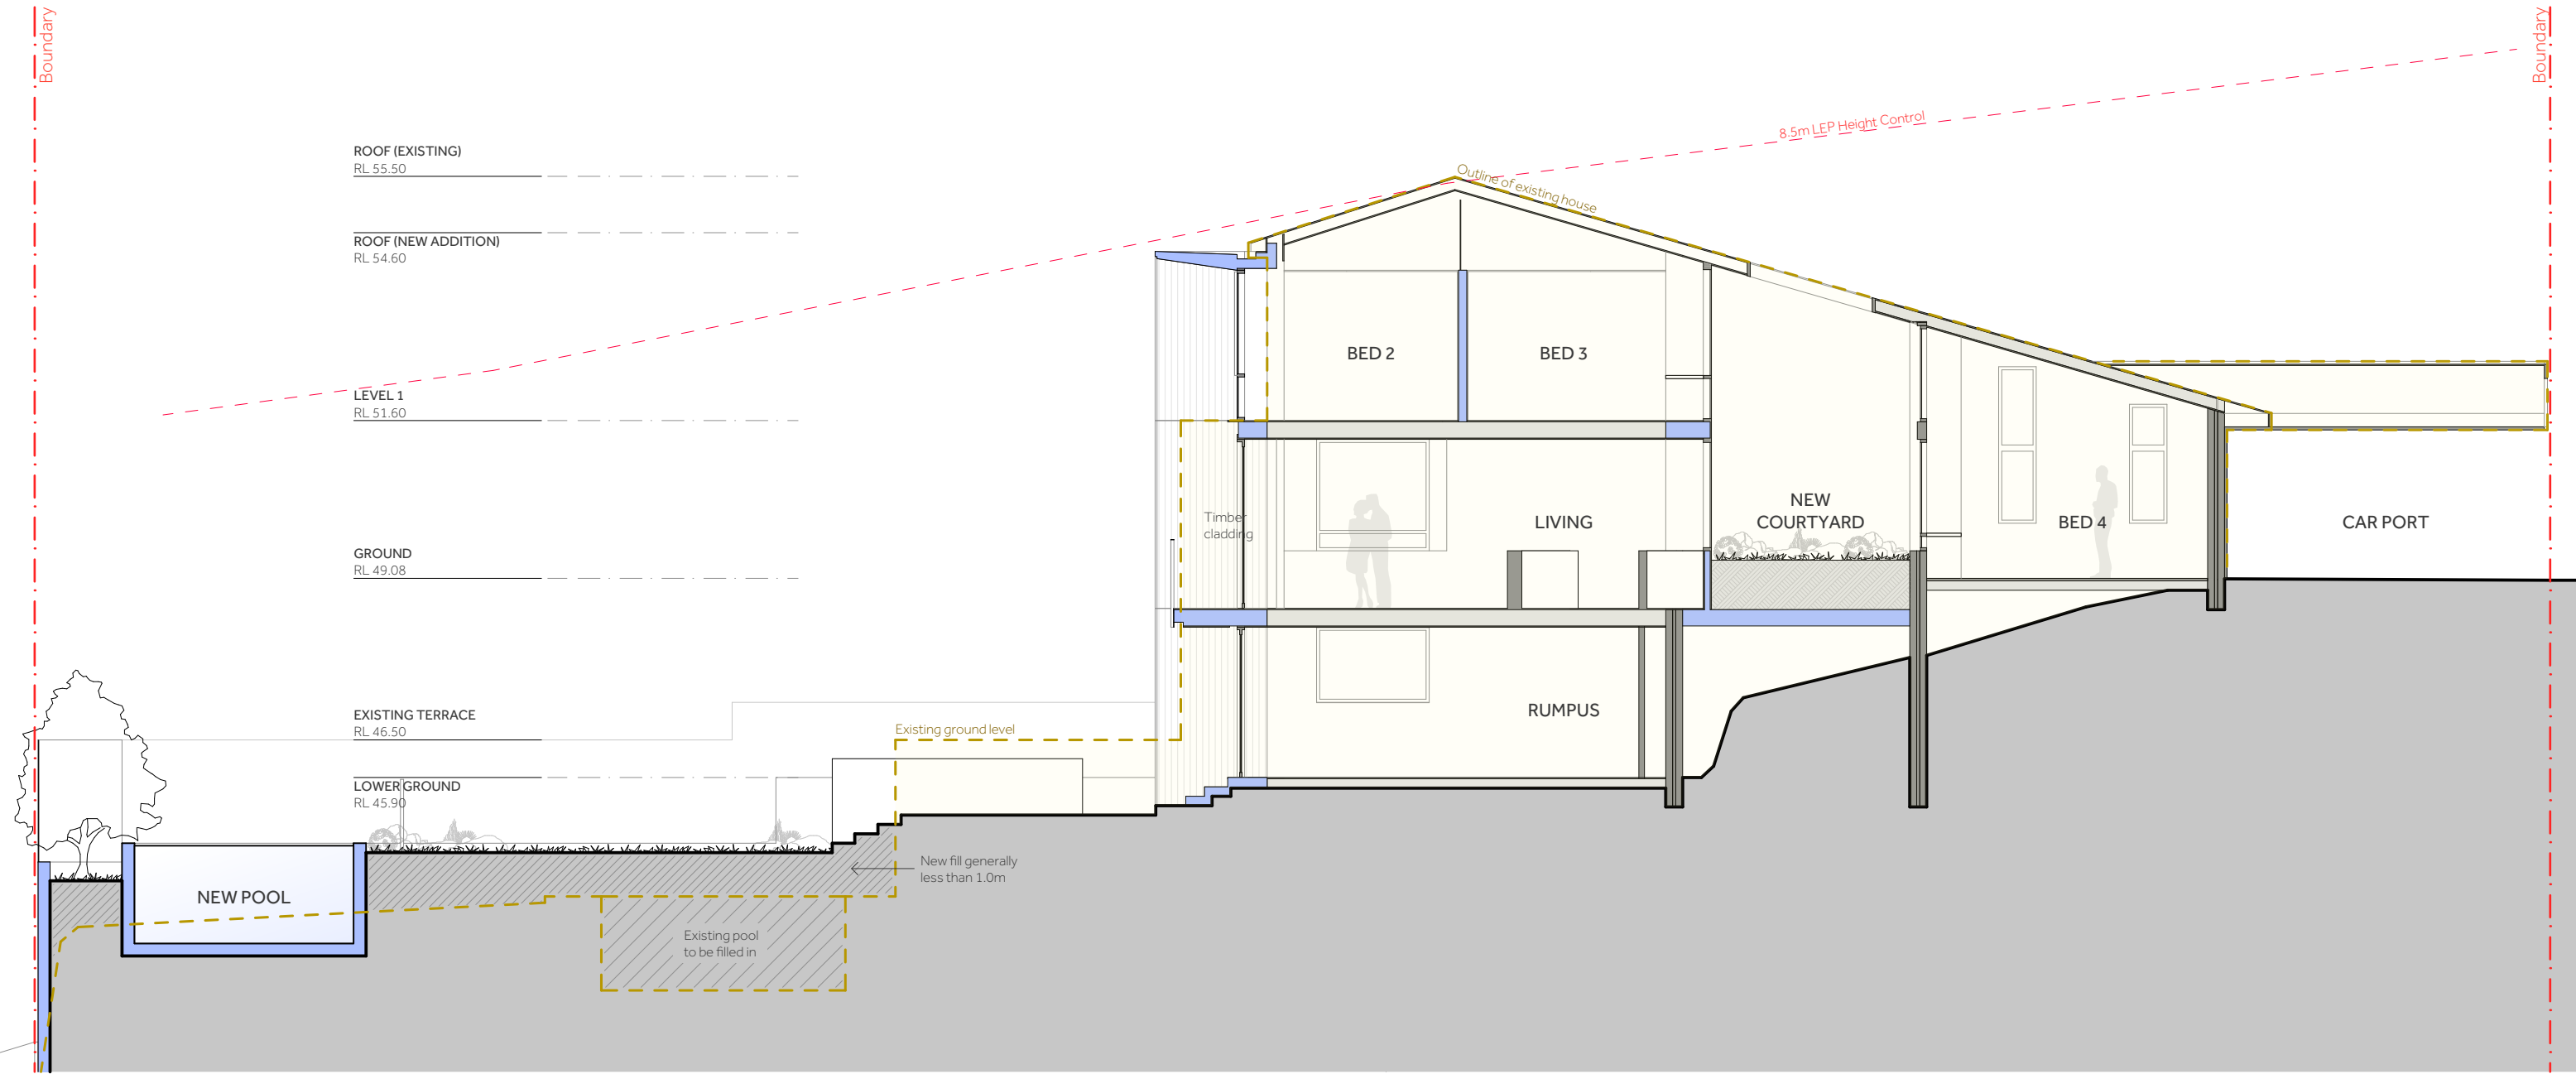 Boundary
Boundary
8.5m LEP Height Control
ROOF (EXISTING)
RL 55.50
Outline of existing house
ROOF (NEW ADDITION)
RL 54.60
BED 2
BED 3
LEVEL 1
RL 51.60
Timber
cladding
LIVING
NEW
COURTYARD
BED 4
CAR PORT
GROUND
RL 49.08
EXISTING TERRACE
RL 46.50
Existing ground level
RUMPUS
LOWER GROUND
RL 45.90
New fill generally
less than 1.0m
NEW POOL
Existing pool
to be filled in